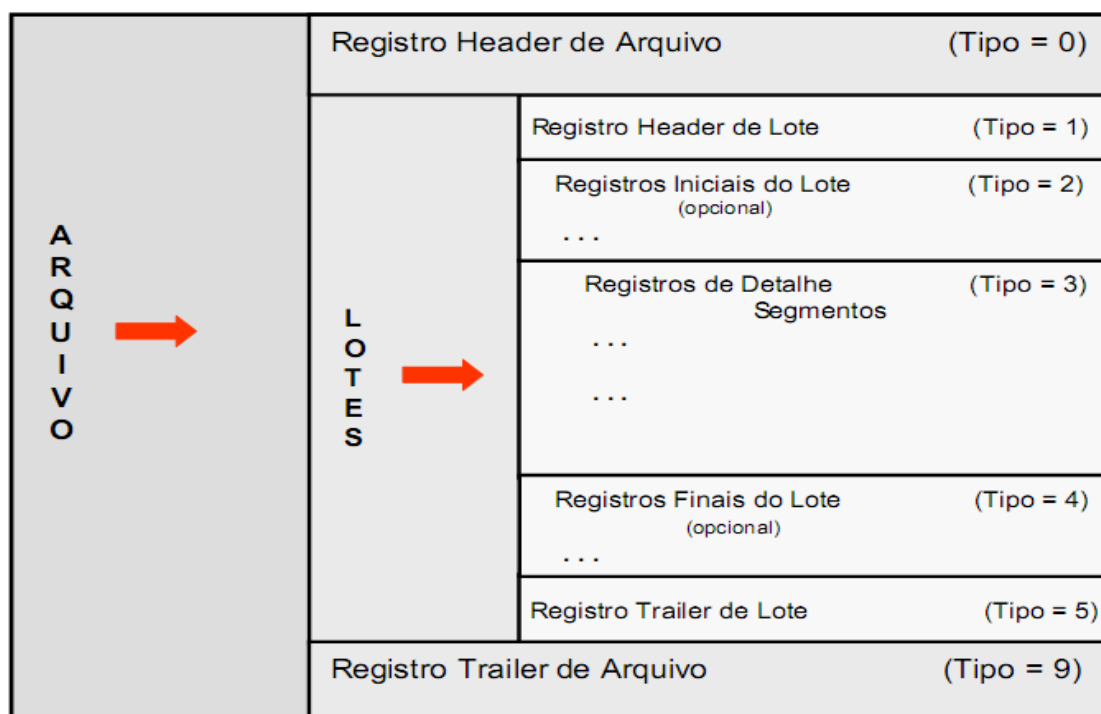 Registro Header de Arquivo (Tipo = 0)
ARQUIVO
LOTES
Registro Header de Lote (Tipo = 1)
Registros Iniciais do Lote (Tipo = 2)
(opcional)
...
Registros de Detalhe (Tipo = 3)
Segmentos
...
...
Registros Finais do Lote (Tipo = 4)
(opcional)
...
Registro Trailer de Lote (Tipo = 5)
Registro Trailer de Arquivo (Tipo = 9)